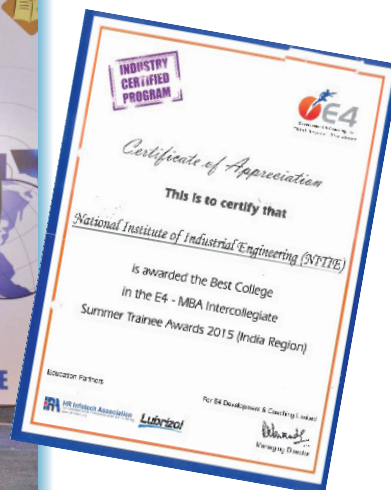 INDUSTRY
CERTIFIED
PROGRAM
E4
Certificate of Appreciation
This is to certify that
National Institute of Industrial Engineering (NITIE)
is awarded the Best College
in the E4 - MBA Intercollegiate
Summer Trainee Awards 2015 (India Region)
Education Partners
For E4 Development & Coaching Limited
HR Infotech Association
Lubrizol
Managing Director
E